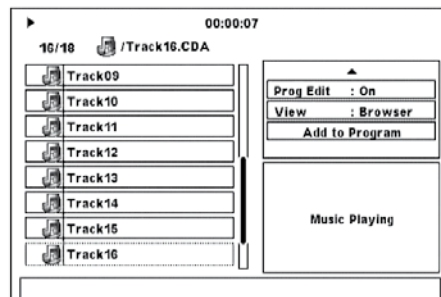 00:00:07
16/18 /Track16.CDA
Track09
Track10
Track11
Track12
Track13
Track14
Track15
Track16
Prog Edit : On
View : Browser
Add to Program
Music Playing